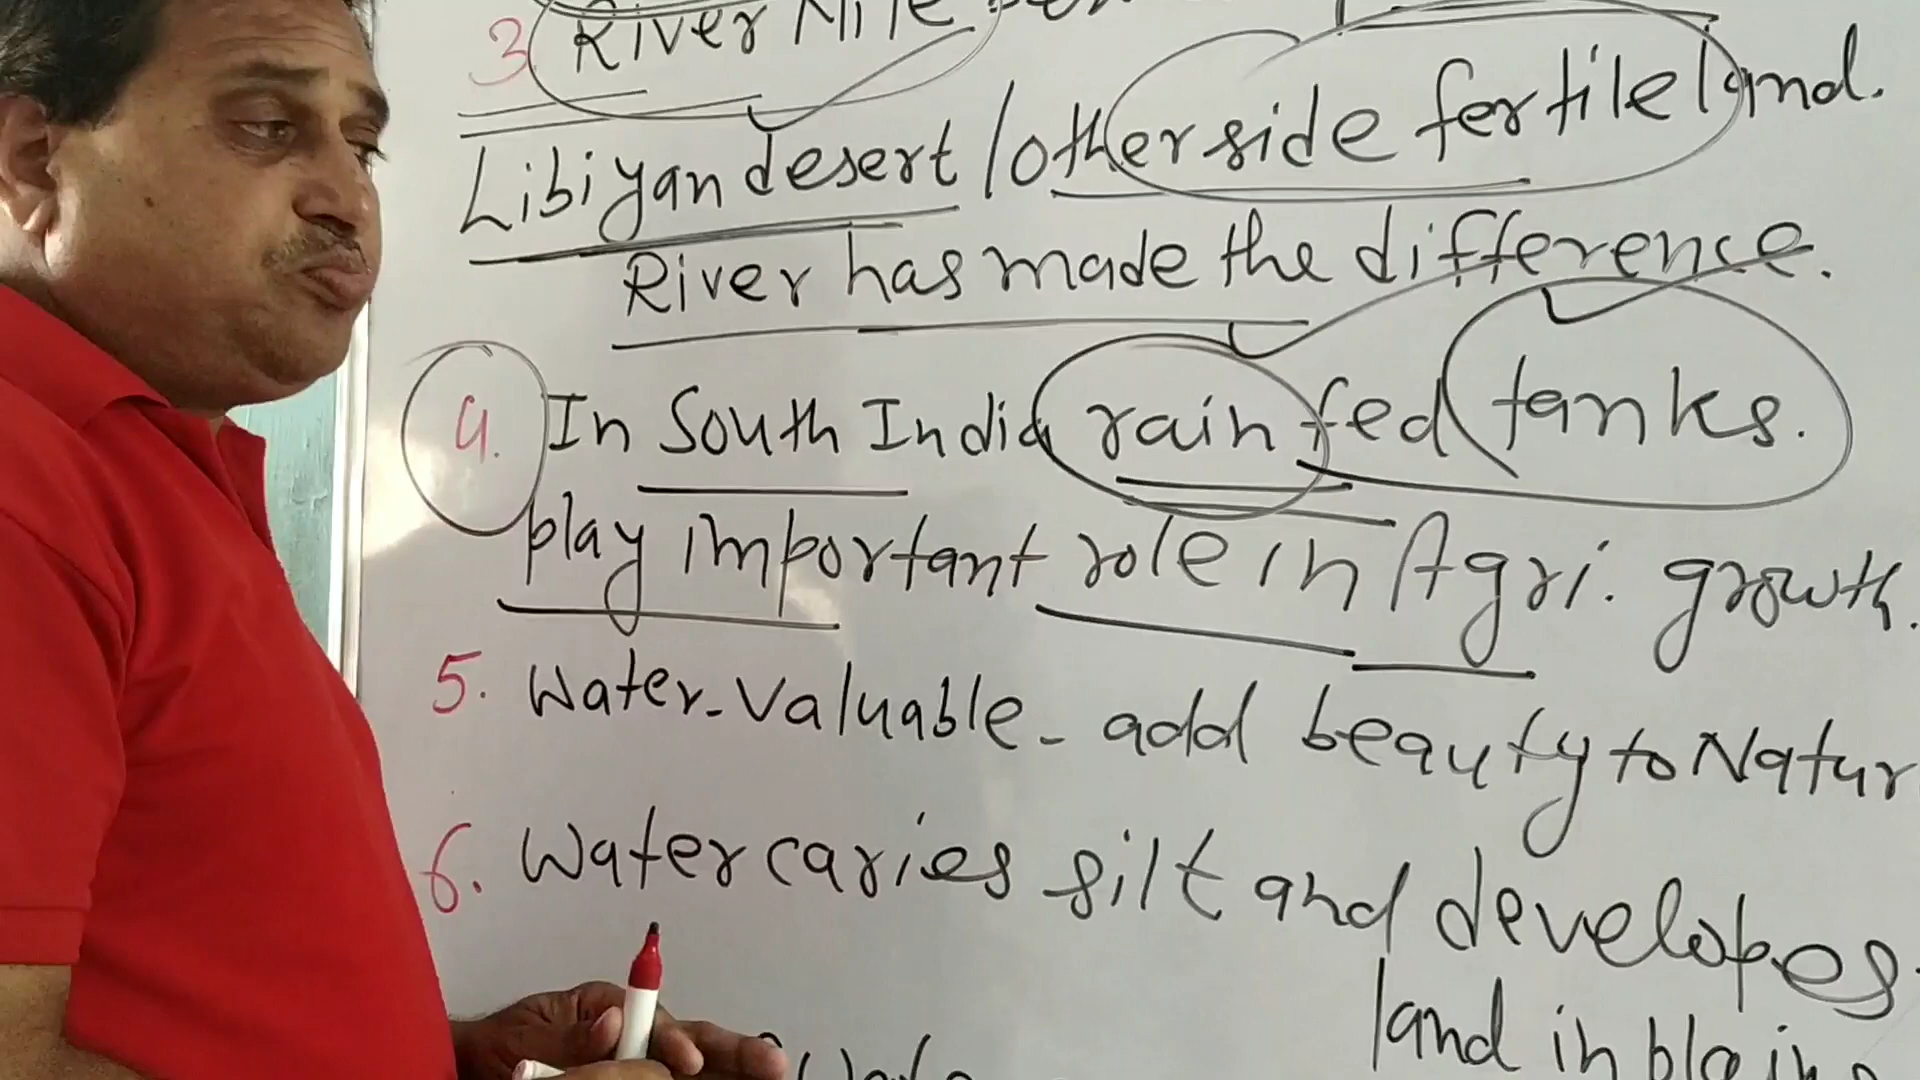 3 River Nile
Libiyan desert / other side fertile land.
River has made the difference.
4. In South India rain fed tanks.
play important role in Agri. growth.
5. Water - Valuable - add beauty to Natur
6. Water caries silt and developes
land in plains